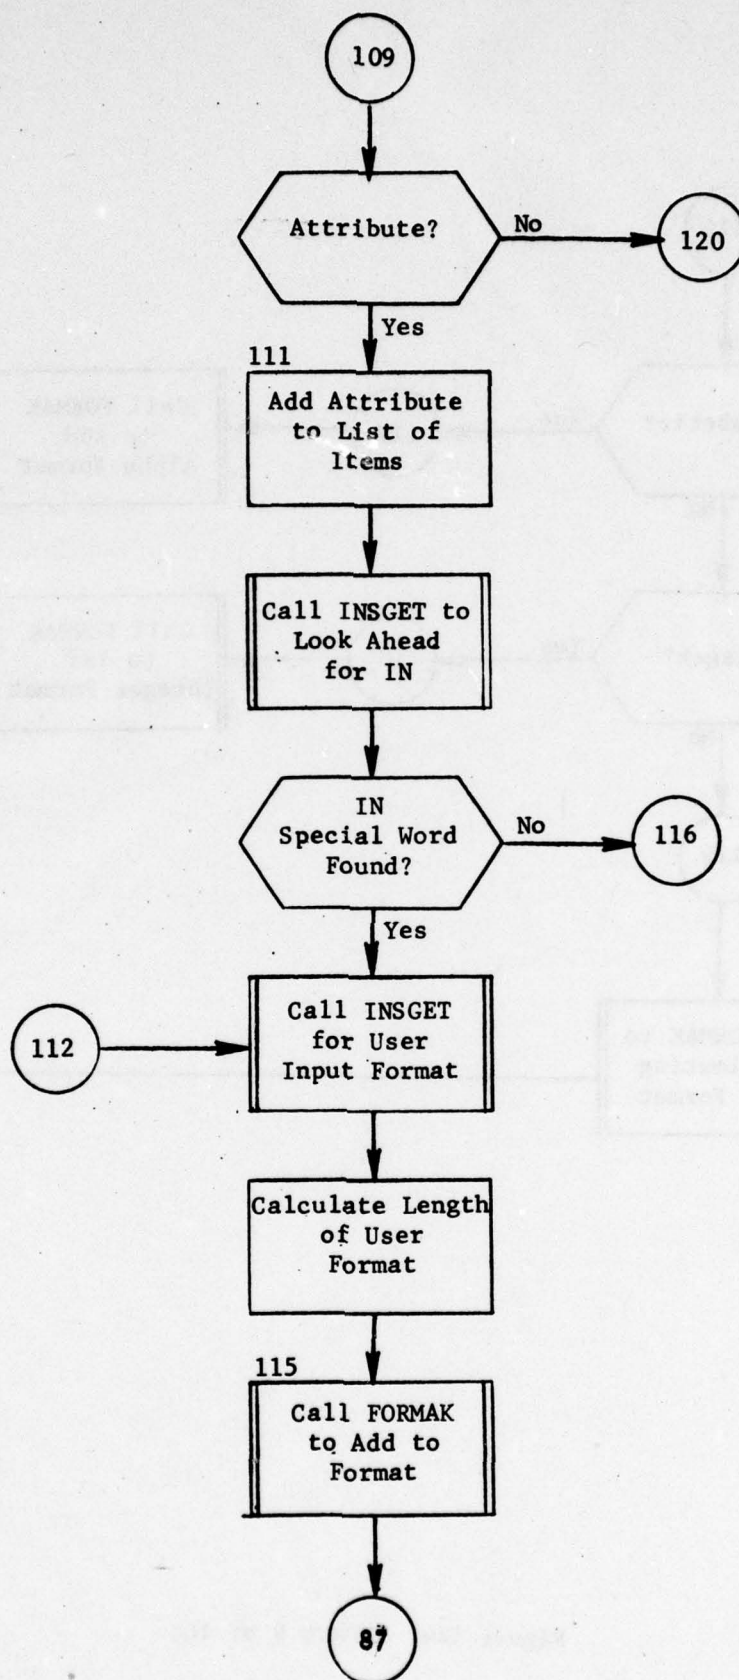 109
Attribute?
No
120
Yes
111
Add Attribute
to List of
Items
Call INSGET to
Look Ahead
for IN
IN
Special Word
Found?
No
116
Yes
112
Call INSGET
for User
Input Format
Calculate Length
of User
Format
115
Call FORMAK
to Add to
Format
87